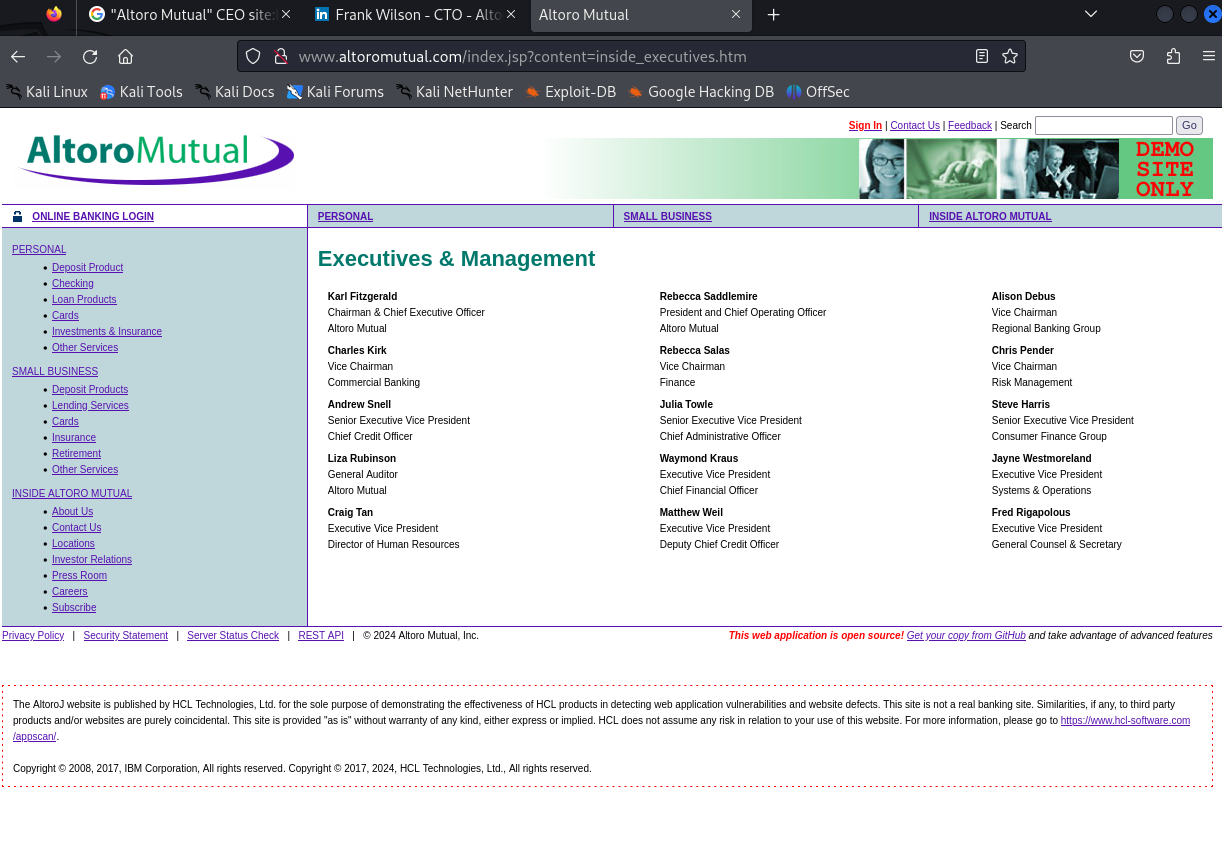 "Altoro Mutual" CEO site:
Frank Wilson - CTO - Alto
Altoro Mutual
www.altoromutual.com/index.jsp?content=inside_executives.htm
Kali Linux Kali Tools Kali Docs Kali Forums Kali NetHunter Exploit-DB Google Hacking DB OffSec
Sign In | Contact Us | Feedback | Search Go
AltoroMutual
DEMO
SITE
ONLY
ONLINE BANKING LOGIN PERSONAL SMALL BUSINESS INSIDE ALTORO MUTUAL
PERSONAL
• Deposit Product
• Checking
• Loan Products
• Cards
• Investments & Insurance
• Other Services
SMALL BUSINESS
• Deposit Products
• Lending Services
• Cards
• Insurance
• Retirement
• Other Services
INSIDE ALTORO MUTUAL
• About Us
• Contact Us
• Locations
• Investor Relations
• Press Room
• Careers
• Subscribe
Executives & Management
Karl Fitzgerald Rebecca Saddlemire Alison Debus
Chairman & Chief Executive Officer President and Chief Operating Officer Vice Chairman
Altoro Mutual Altoro Mutual Regional Banking Group
Charles Kirk Rebecca Salas Chris Pender
Vice Chairman Vice Chairman Vice Chairman
Commercial Banking Finance Risk Management
Andrew Snell Julia Towle Steve Harris
Senior Executive Vice President Senior Executive Vice President Senior Executive Vice President
Chief Credit Officer Chief Administrative Officer Consumer Finance Group
Liza Rubinson Waymond Kraus Jayne Westmoreland
General Auditor Executive Vice President Executive Vice President
Altoro Mutual Chief Financial Officer Systems & Operations
Craig Tan Matthew Weil Fred Rigapolous
Executive Vice President Executive Vice President Executive Vice President
Director of Human Resources Deputy Chief Credit Officer General Counsel & Secretary
Privacy Policy | Security Statement | Server Status Check | REST API | © 2024 Altoro Mutual, Inc. This web application is open source! Get your copy from GitHub and take advantage of advanced features
The AltoroJ website is published by HCL Technologies, Ltd. for the sole purpose of demonstrating the effectiveness of HCL products in detecting web application vulnerabilities and website defects. This site is not a real banking site. Similarities, if any, to third party
products and/or websites are purely coincidental. This site is provided "as is" without warranty of any kind, either express or implied. HCL does not assume any risk in relation to your use of this website. For more information, please go to https://www.hcl-software.com
/appscan/.
Copyright © 2008, 2017, IBM Corporation, All rights reserved. Copyright © 2017, 2024, HCL Technologies, Ltd., All rights reserved.